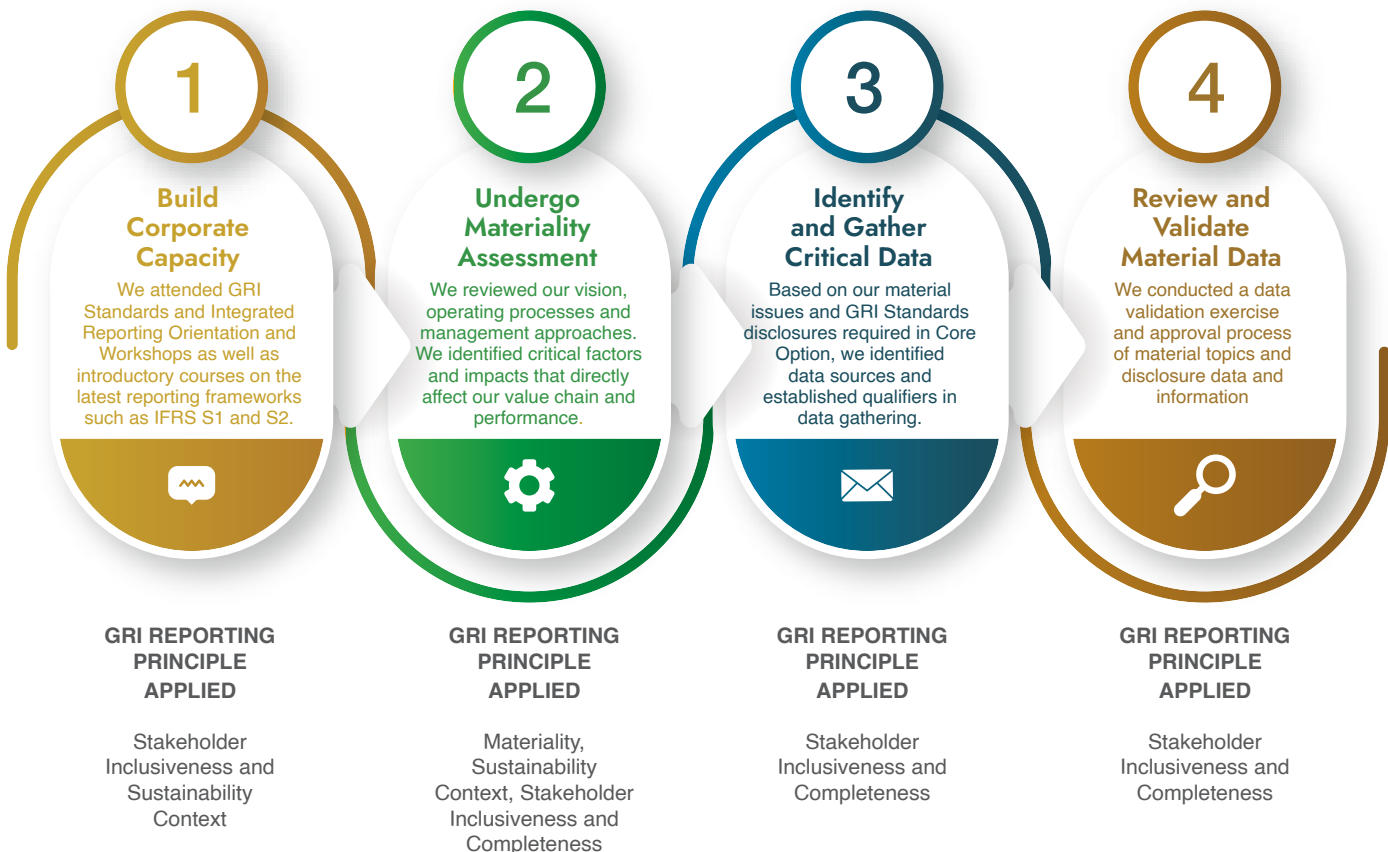 1
Build
Corporate
Capacity
We attended GRI
Standards and Integrated
Reporting Orientation and
Workshops as well as
introductory courses on the
latest reporting frameworks
such as IFRS S1 and S2.
GRI REPORTING
PRINCIPLE
APPLIED
Stakeholder
Inclusiveness and
Sustainability
Context
2
Undergo
Materiality
Assessment
We reviewed our vision,
operating processes and
management approaches.
We identified critical factors
and impacts that directly
affect our value chain and
performance.
GRI REPORTING
PRINCIPLE
APPLIED
Materiality,
Sustainability
Context, Stakeholder
Inclusiveness and
Completeness
3
Identify
and Gather
Critical Data
Based on our material
issues and GRI Standards
disclosures required in Core
Option, we identified
data sources and
established qualifiers in
data gathering.
GRI REPORTING
PRINCIPLE
APPLIED
Stakeholder
Inclusiveness and
Completeness
4
Review and
Validate
Material Data
We conducted a data
validation exercise
and approval process
of material topics and
disclosure data and
information
GRI REPORTING
PRINCIPLE
APPLIED
Stakeholder
Inclusiveness and
Completeness